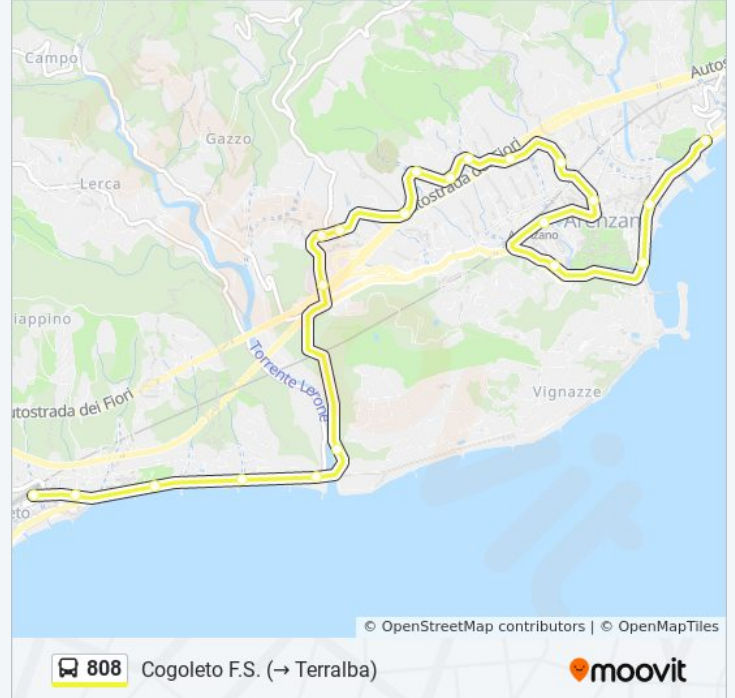 Campo
Autos
Gazzo
Autostrada dei Fiori
Lerca
Arenzan
Arenzano
iappino
Torrente Lerone
utostrada dei Fiori
Vignazze
eto
© OpenStreetMap contributors | © OpenMapTiles
808 Cogoleto F.S. (→ Terralba)
moovit